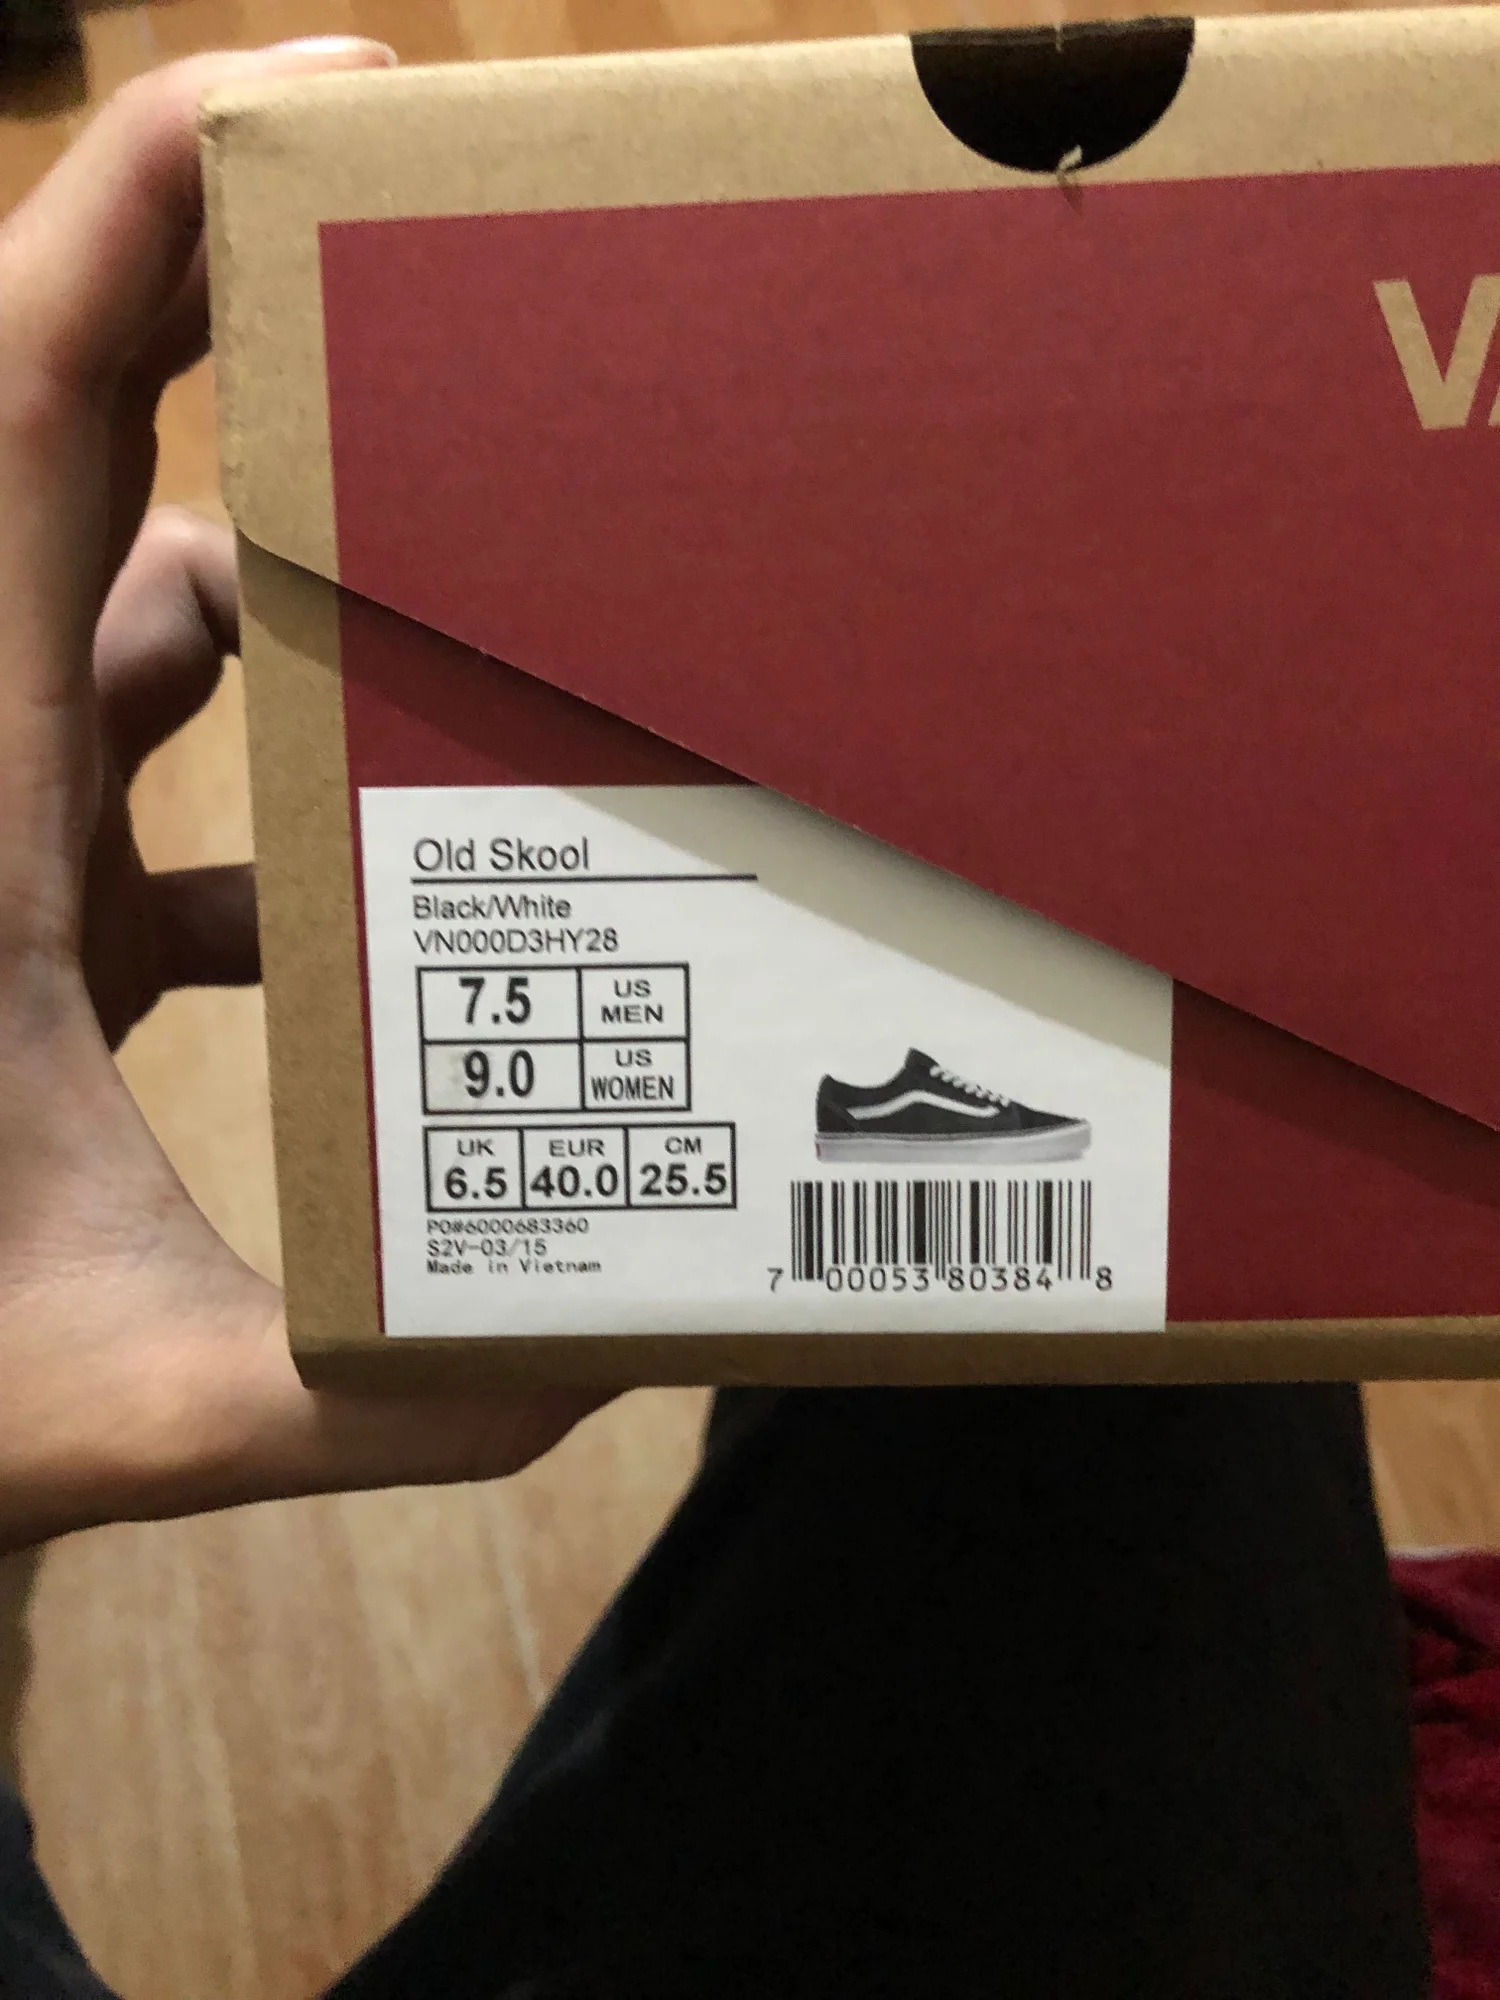 VA
Old Skool
Black/White
VN000D3HY28
7.5 US MEN
9.0 US WOMEN
UK EUR CM
6.5 40.0 25.5
PO#6000683360
S2V-03/15
Made in Vietnam
7 00053 80384 8